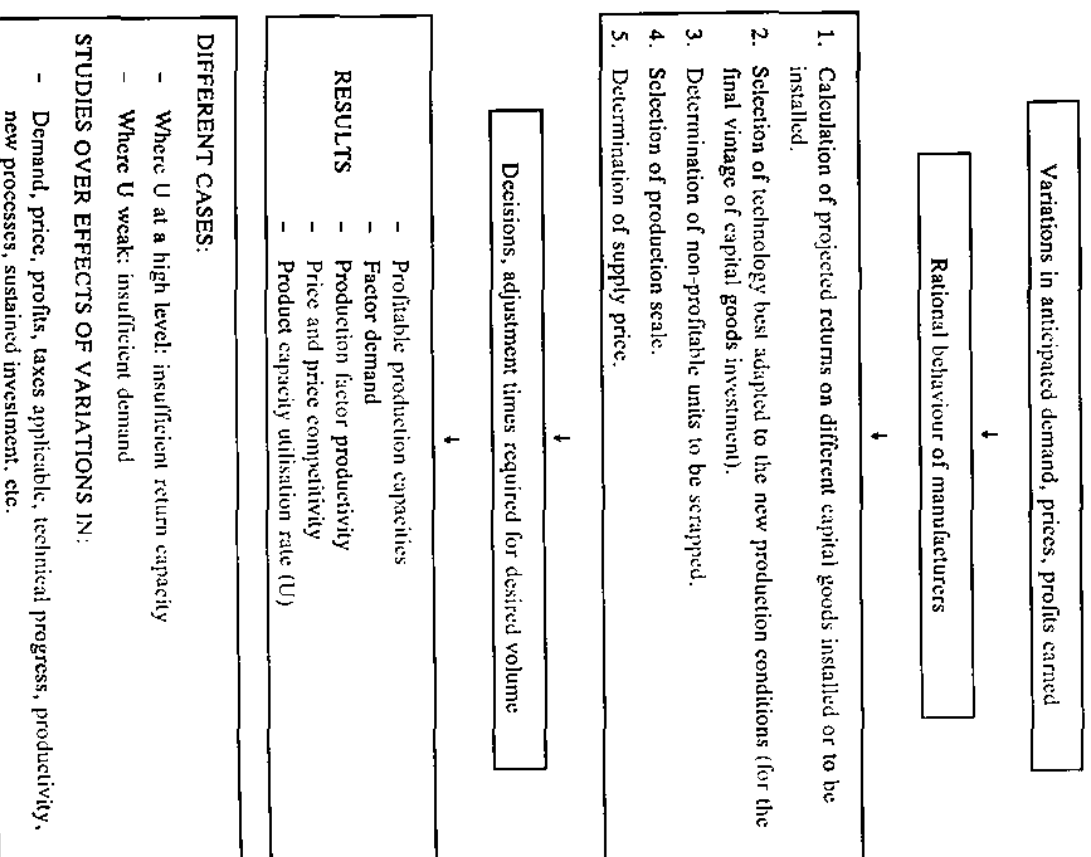 Variations in anticipated demand, prices, profits earned
Rational behaviour of manufacturers
1. Calculation of projected returns on different capital goods installed or to be
installed.
2. Selection of technology best adapted to the new production conditions (for the
final vintage of capital goods investment).
3. Determination of non-profitable units to be scrapped.
4. Selection of production scale.
5. Determination of supply price.
Decisions, adjustment times required for desired volume
RESULTS
- Profitable production capacities
- Factor demand
- Production factor productivity
- Price and price competitivity
- Product capacity utilisation rate (U)
DIFFERENT CASES:
- Where U at a high level: insufficient return capacity
- Where U weak: insufficient demand
STUDIES OVER EFFECTS OF VARIATIONS IN:
- Demand, price, profits, taxes applicable, technical progress, productivity,
new processes, sustained investment, etc.